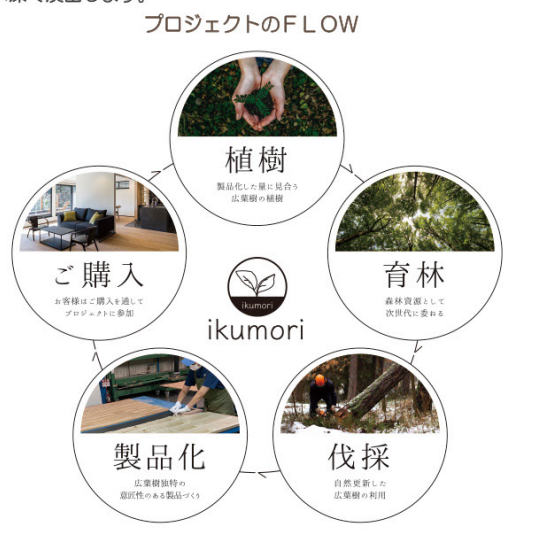 プロジェクトのＦＬＯＷ
植樹
製品化した量に見合う
広葉樹の植樹
育林
森林資源として
次世代に委ねる
伐採
自然更新した
広葉樹の利用
製品化
広葉樹独特の
意匠性のある製品づくり
ご購入
お客様はご購入を通して
プロジェクトに参加
ikumori
ikumori